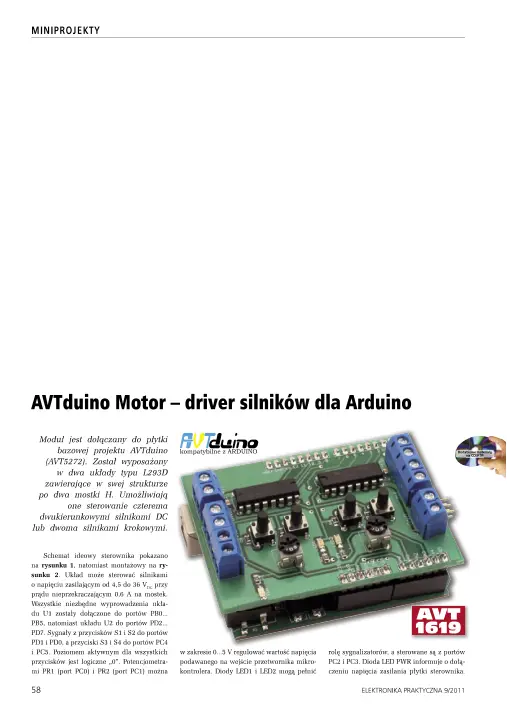 MINIPROJEKTY
AVTduino Motor – driver silników dla Arduino
Moduł jest dołączany do płytki
bazowej projektu AVTduino
(AVT5272). Został wyposażony
w dwa układy typu L293D
zawierające w swej strukturze
po dwa mostki H. Umożliwiają
one sterowanie czterema
dwukierunkowymi silnikami DC
lub dwoma silnikami krokowymi.
Schemat ideowy sterownika pokazano
na rysunku 1, natomiast montażowy na ry-
sunku 2. Układ może sterować silnikami
o napięciu zasilającym od 4,5 do 36 VDC przy
prądu nieprzekraczającym 0,6 A na mostek.
Wszystkie niezbędne wyprowadzenia ukła-
du U1 zostały dołączone do portów PB0...
PB5, natomiast układu U2 do portów PD2...
PD7. Sygnały z przycisków S1 i S2 do portów
PD1 i PD0, a przyciski S3 i S4 do portów PC4
i PC5. Poziomem aktywnym dla wszystkich
przycisków jest logiczne „0”. Potencjometra-
mi PR1 (port PC0) i PR2 (port PC1) można
AVTduino
kompatybilne z ARDUINO
AVT
1619
w zakresie 0...5 V regulować wartość napięcia
podawanego na wejście przetwornika mikro-
kontrolera. Diody LED1 i LED2 mogą pełnić
rolę sygnalizatorów, a sterowane są z portów
PC2 i PC3. Dioda LED PWR informuje o dołą-
czeniu napięcia zasilania płytki sterownika.
58
ELEKTRONIKA PRAKTYCZNA 9/2011